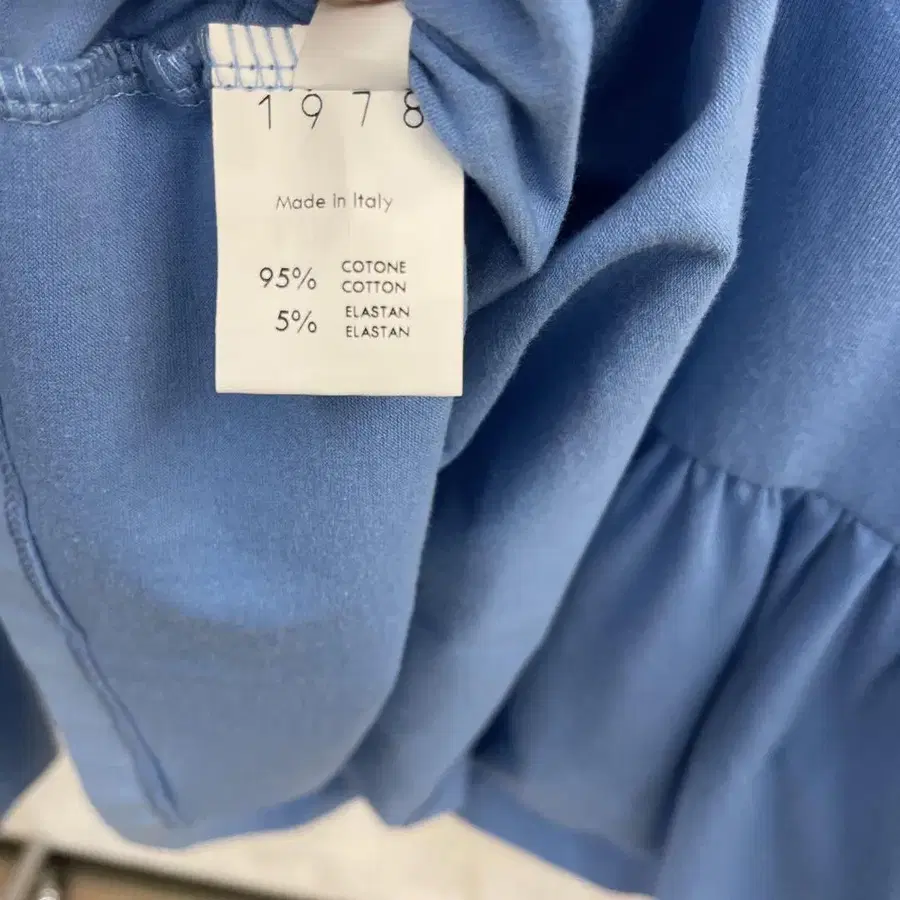 1978
Made in Italy
95% COTONE
COTTON
5% ELASTAN
ELASTAN